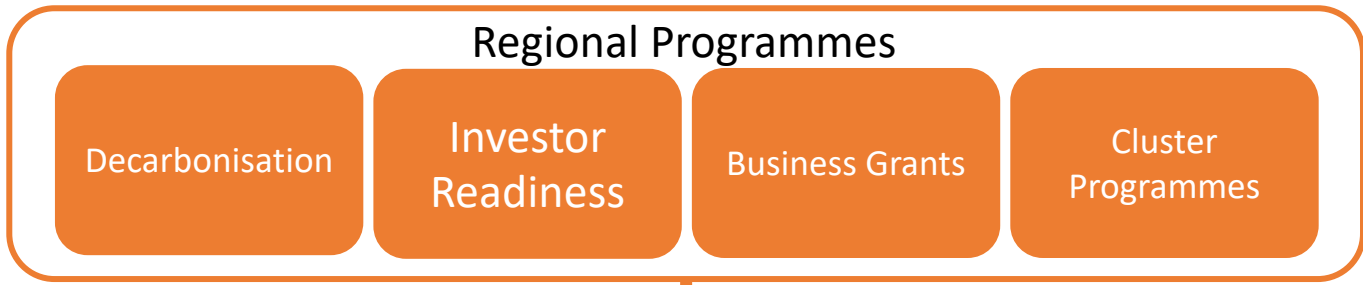 Regional Programmes
Decarbonisation
Investor
Readiness
Business Grants
Cluster
Programmes